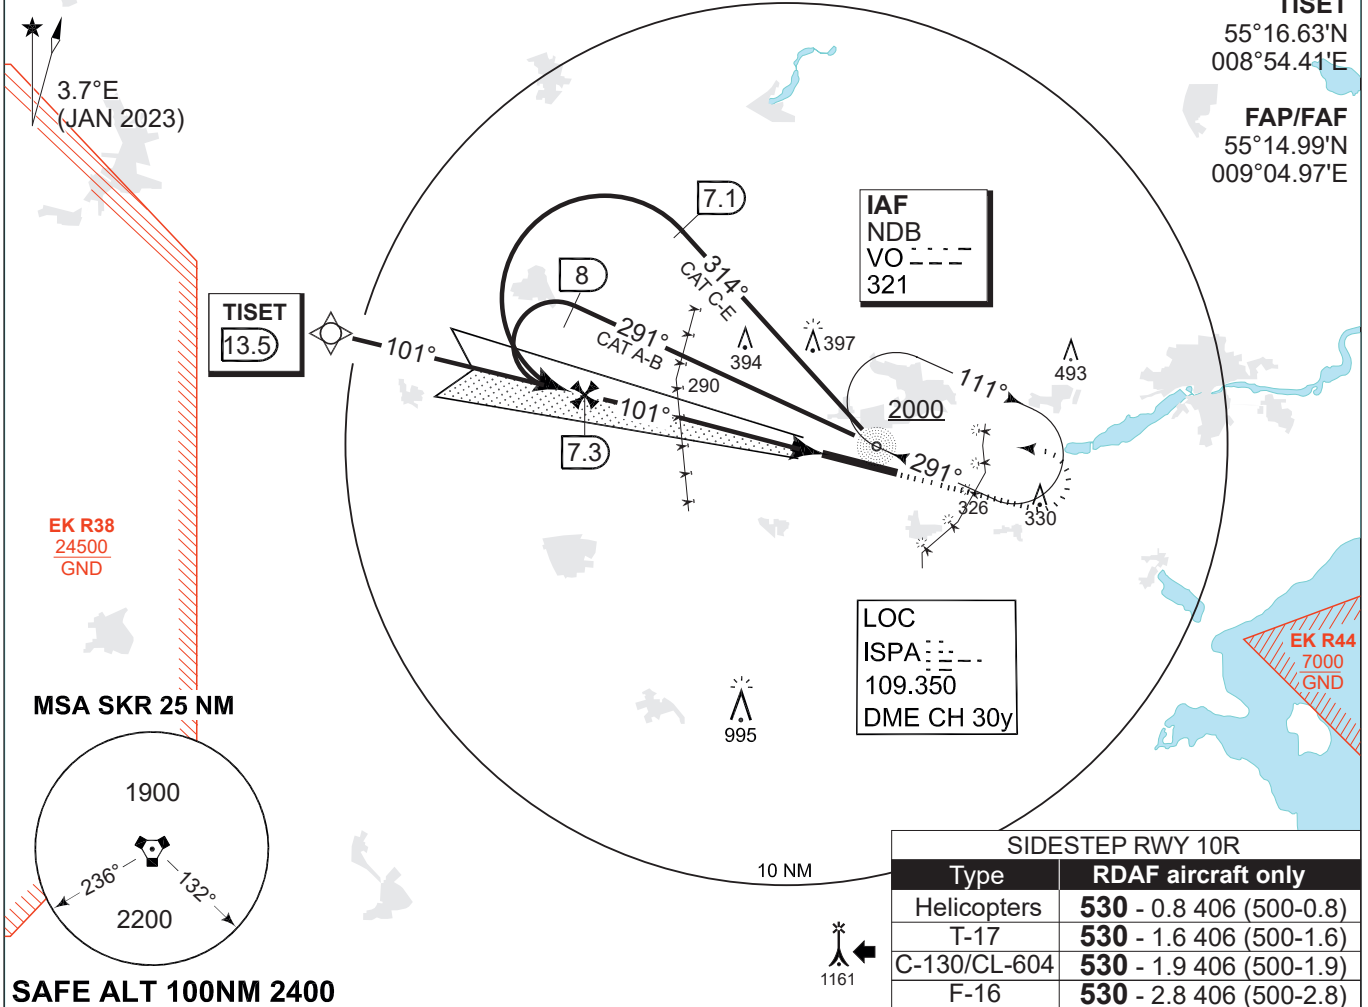 TISET
55°16.63'N
008°54.41'E
FAP/FAF
55°14.99'N
009°04.97'E
3.7°E
(JAN 2023)
7.1
IAF
NDB
VO
321
8
314°
CAT C-E
TISET
13.5
291°
CAT A-B
394
397
493
101°
290
111°
2000
101°
7.3
291°
326
330
EK R38
24500
GND
LOC
ISPA
109.350
DME CH 30y
EK R44
7000
GND
MSA SKR 25 NM
995
1900
236°
132°
2200
10 NM
1161
SAFE ALT 100NM 2400
SIDESTEP RWY 10R
Type RDAF aircraft only
Helicopters 530 - 0.8 406 (500-0.8)
T-17 530 - 1.6 406 (500-1.6)
C-130/CL-604 530 - 1.9 406 (500-1.9)
F-16 530 - 2.8 406 (500-2.8)